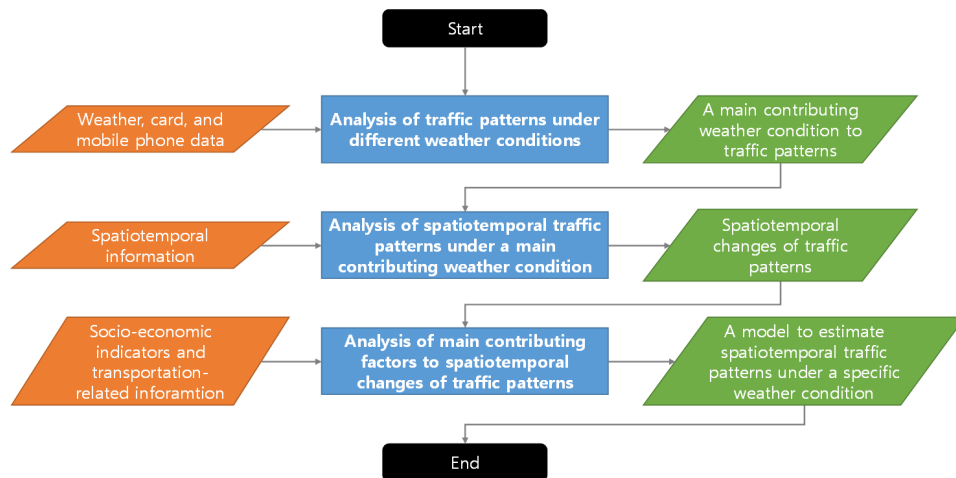 Start
Weather, card, and
mobile phone data
Analysis of traffic patterns under
different weather conditions
A main contributing
weather condition to
traffic patterns
Spatiotemporal
information
Analysis of spatiotemporal traffic
patterns under a main
contributing weather condition
Spatiotemporal
changes of traffic
patterns
Socio-economic
indicators and
transportation-
related inforamtion
Analysis of main contributing
factors to spatiotemporal
changes of traffic patterns
A model to estimate
spatiotemporal traffic
patterns under a specific
weather condition
End